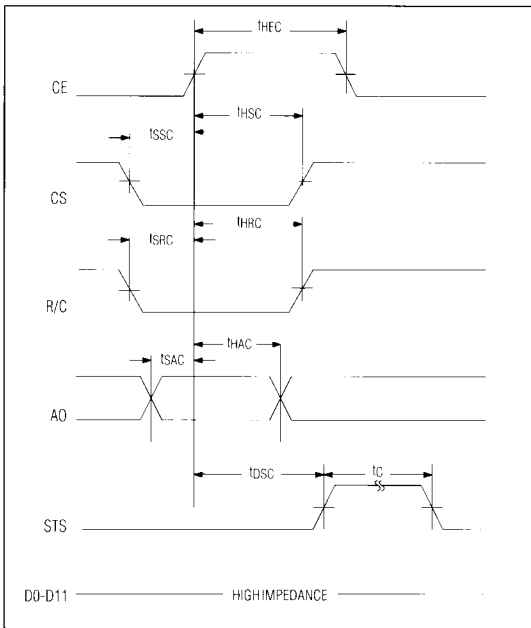 tHEC
CE
tHSC
tSSC
CS
tHRC
tSRC
R/C
tHAC
tSAC
AO
tDSC
tC
STS
D0-D11
HIGH IMPEDANCE